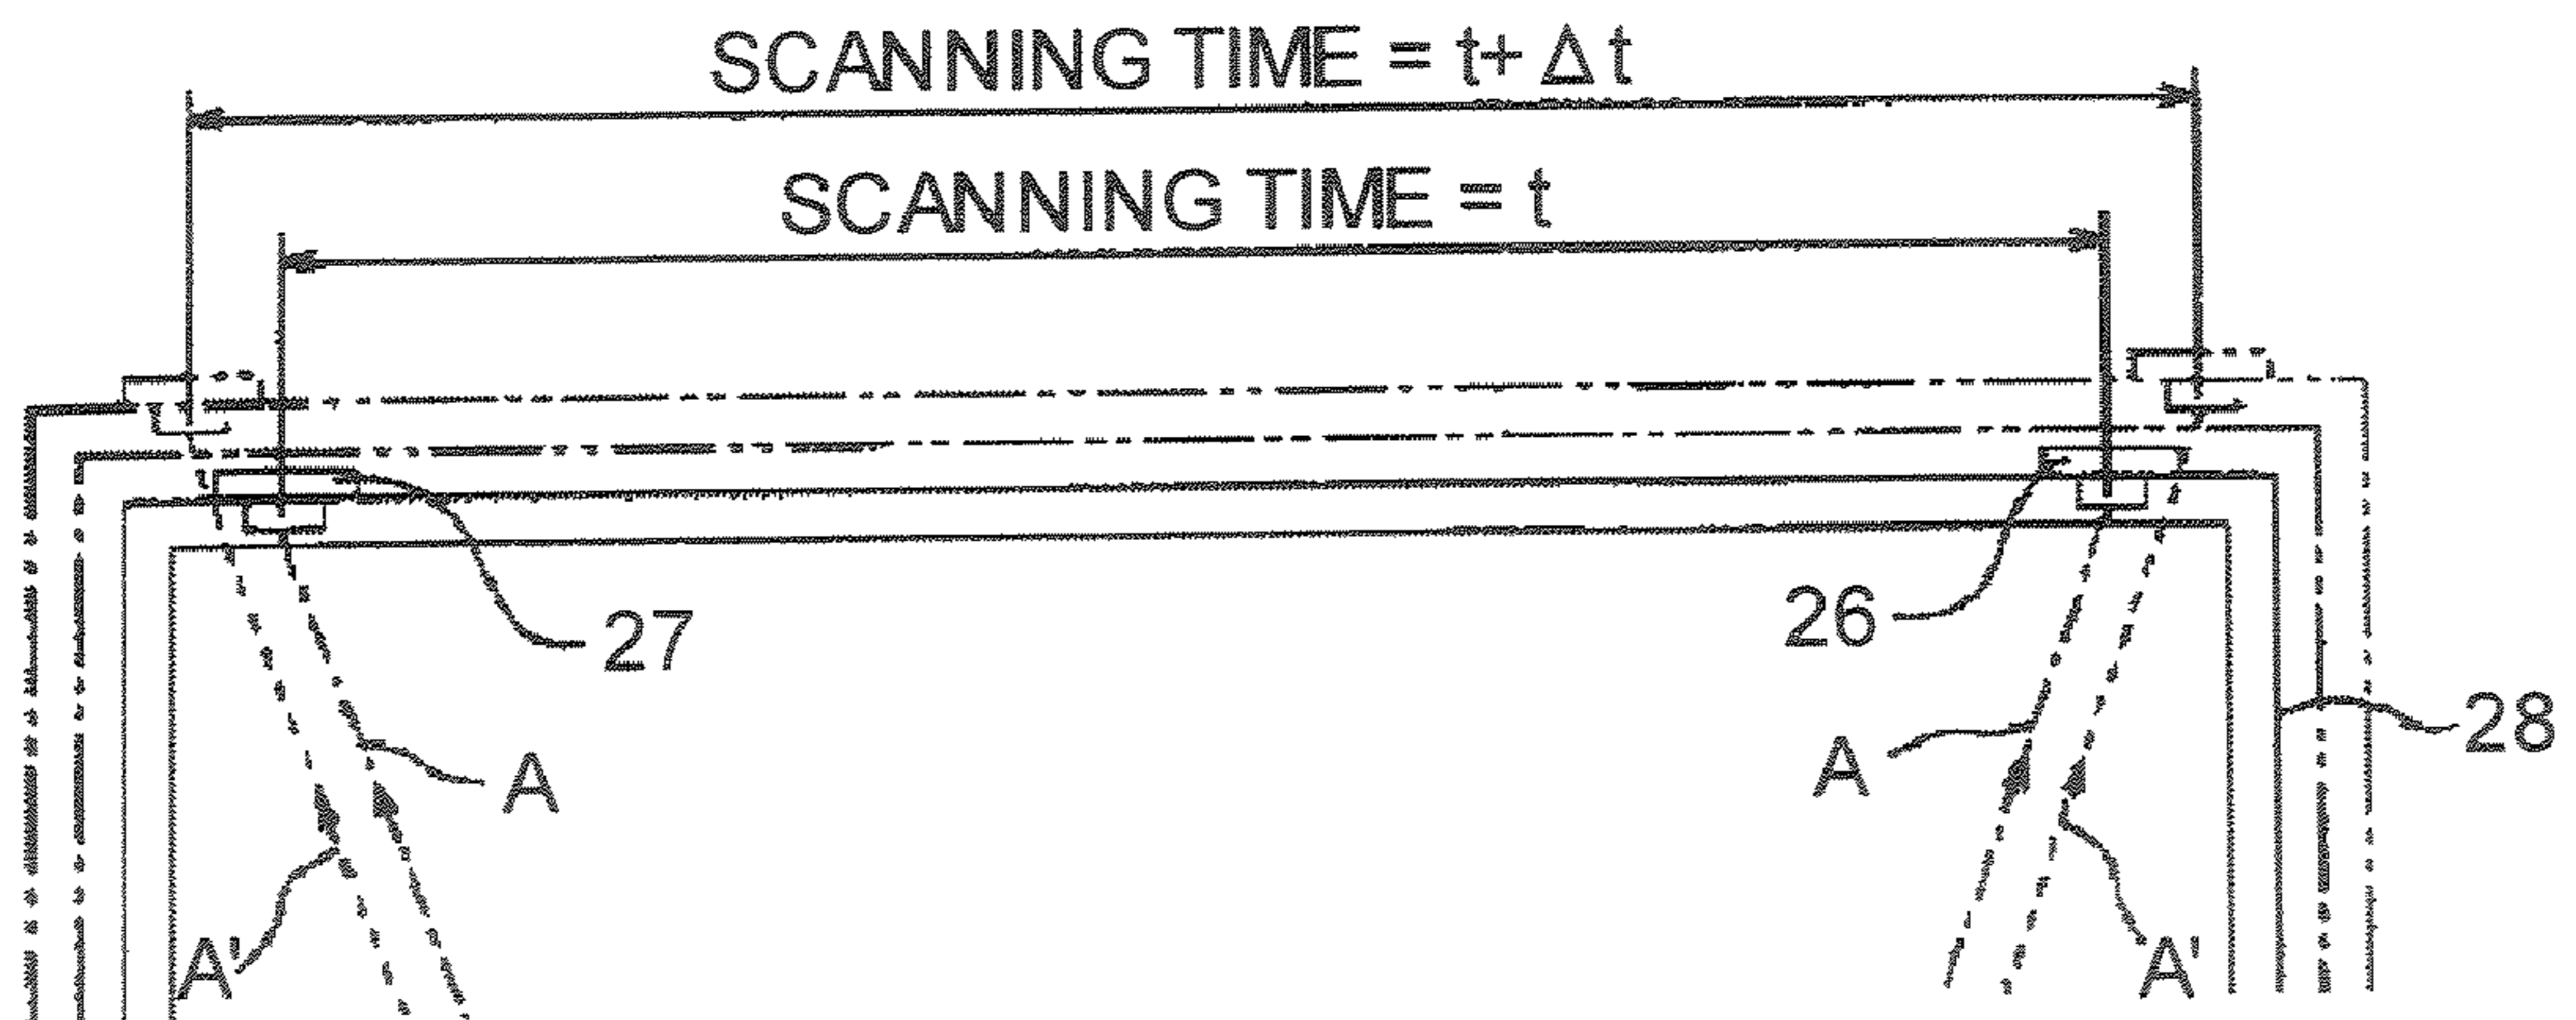 SCANNING TIME = t+ Δt
SCANNING TIME = t
27
26
28
A
A
A'
A'